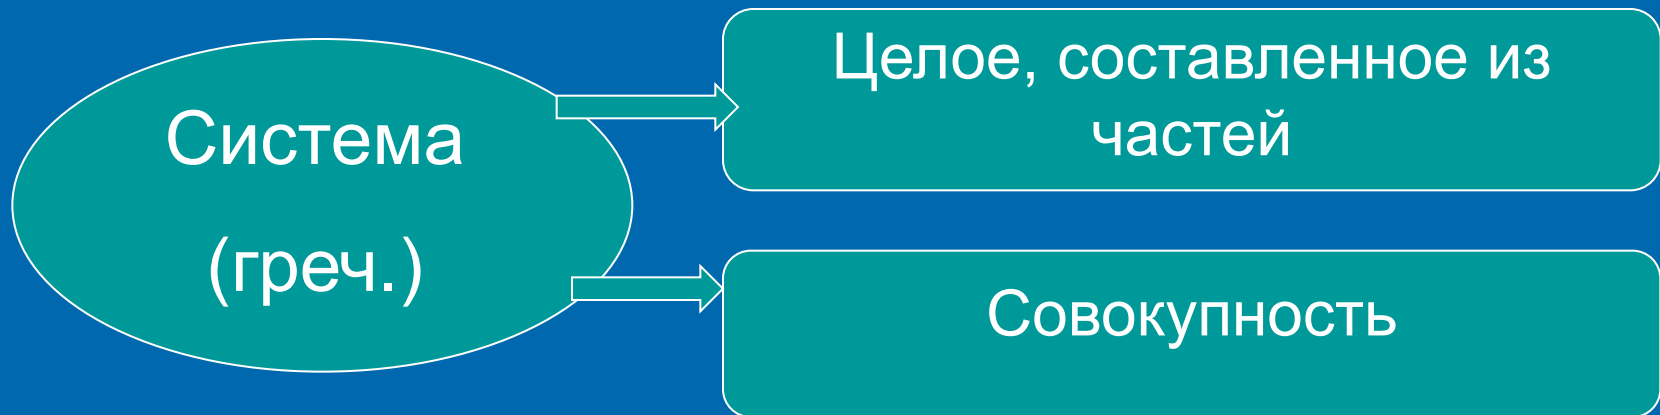 Система
(греч.)
Целое, составленное из
частей
Совокупность